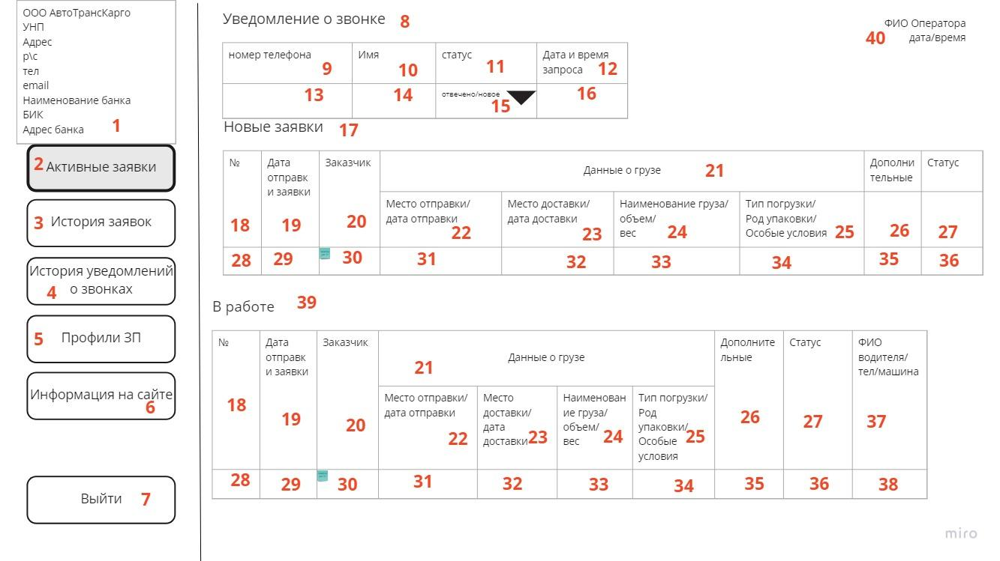 ООО АвтоТрансКарго
УНП
Адрес
р\с
тел
email
Наименование банка
БИК
Адрес банка 1
2 Активные заявки
3 История заявок
История уведомлений
4 о звонках
5 Профили ЗП
Информация на сайте
6
Выйти 7
Уведомление о звонке 8
ФИО Оператора
40 дата/время
номер телефона
9
Имя
10
статус
11
Дата и время
запроса 12
13
14
отвечено/новое
15
16
Новые заявки 17
№
18
Дата
отправк
и заявки
19
Заказчик
20
Данные о грузе 21
Место отправки/
дата отправки
22
Место доставки/
дата доставки
23
Наименование груза/
объем/
вес 24
Тип погрузки/
Род упаковки/
Особые условия 25
Дополни
тельные
26
Статус
27
28
29
30
31
32
33
34
35
36
В работе 39
№
18
Дата
отправк
и заявки
19
Заказчик
20
Данные о грузе
21
Место отправки/
дата отправки
22
Место
доставки/
дата
доставки 23
Наименован
ие груза/
объем/
вес 24
Тип погрузки/
Род
упаковки/
Особые 25
условия
Дополните
льные
26
Статус
27
ФИО
водителя/
тел/машина
37
28
29
30
31
32
33
34
35
36
38
miro